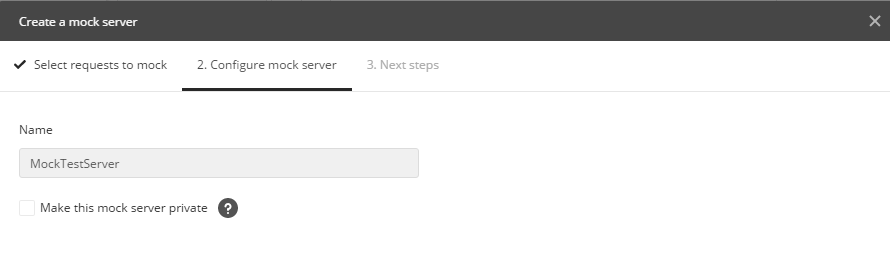 Create a mock server
Select requests to mock 2. Configure mock server 3. Next steps
Name
MockTestServer
Make this mock server private ?